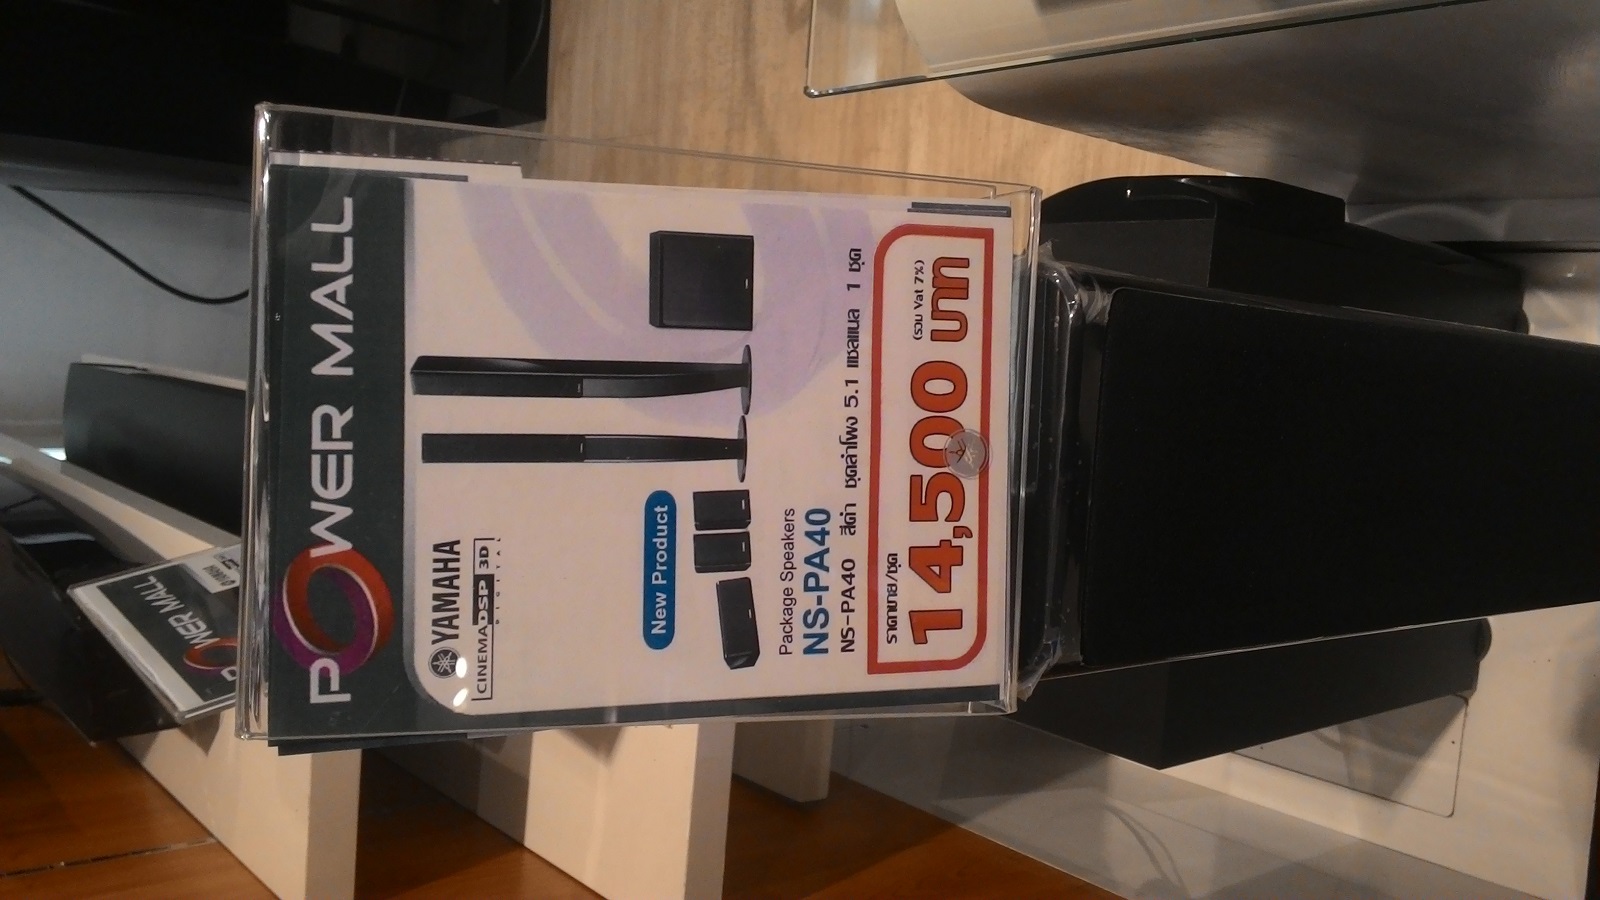 POWER MALL
YAMAHA
CINEMA DSP 3D
DIGITAL
New Product
Package Speakers
NS-PA40
NS-PA40 สีดำ ชุดลำโพง 5.1 แชลแนล 1 ชุด
ราคาขาย/ชุด
(รวม Vat 7%)
14,500 บาท
POWER MALL